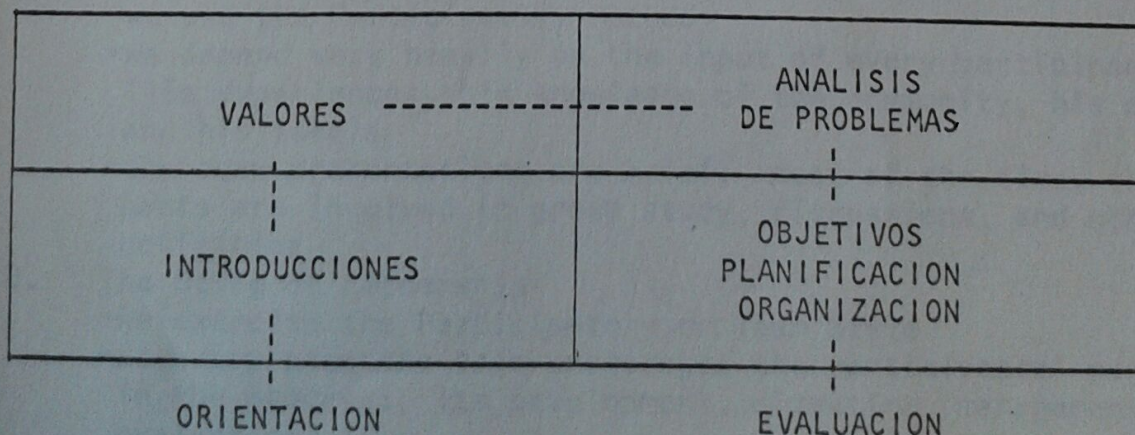 VALORES
ANALISIS
DE PROBLEMAS
INTRODUCCIONES
OBJETIVOS
PLANIFICACION
ORGANIZACION
ORIENTACION
EVALUACION